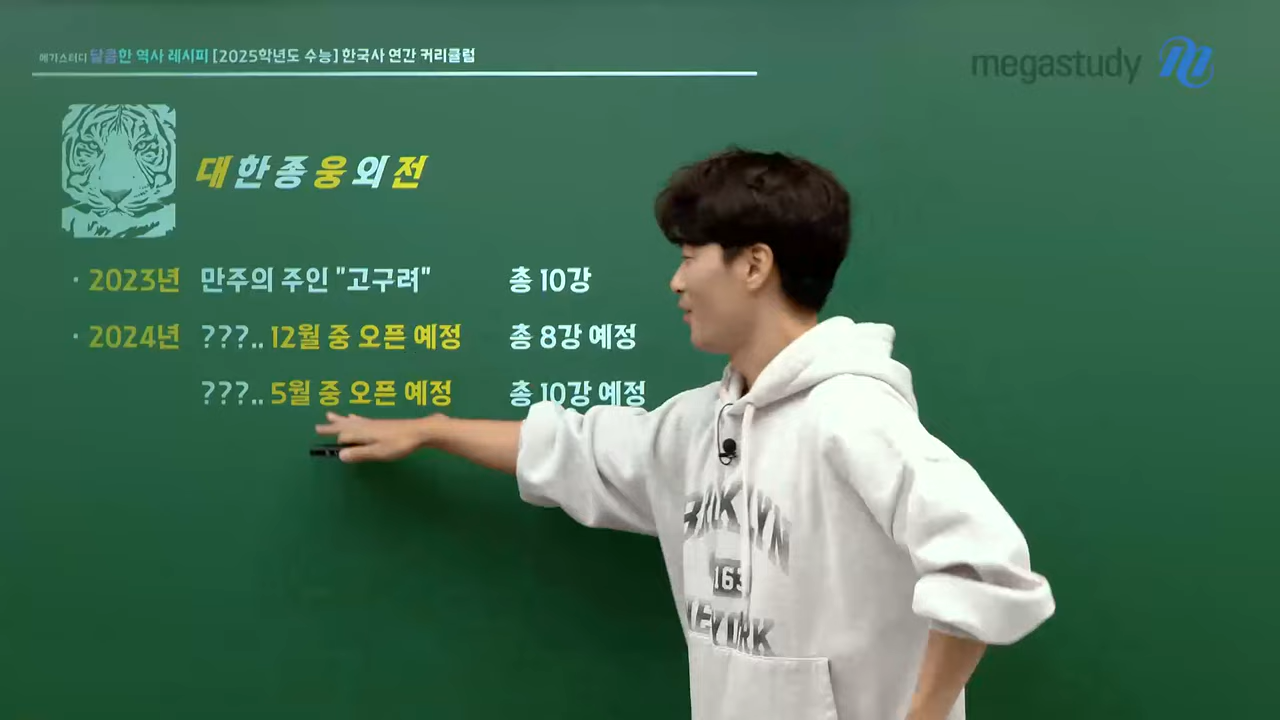 메가스터디 달콤한 역사 레시피 [2025학년도 수능] 한국사 연간 커리큘럼
megastudy
대한종웅외전
· 2023년 만주의 주인 "고구려" 총 10강
· 2024년 ???.. 12월 중 오픈 예정 총 8강 예정
???.. 5월 중 오픈 예정 총 10강 예정
BROOKLYN
NEW YORK